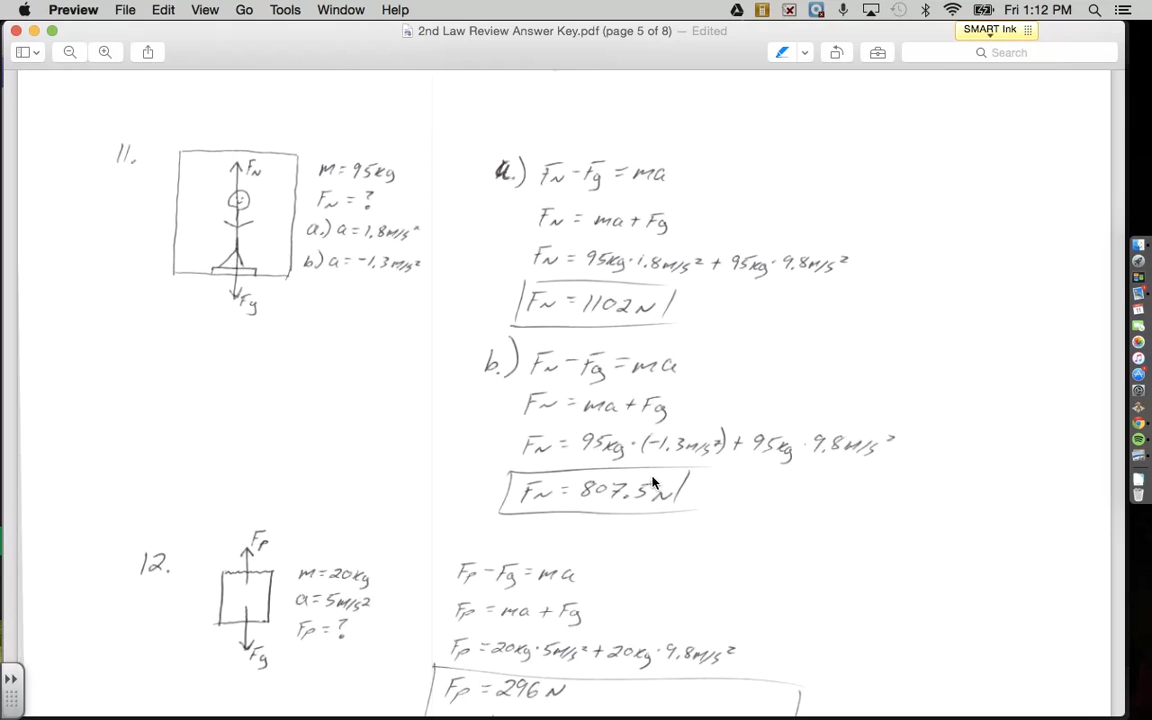 Preview File Edit View Go Tools Window Help
Fri 1:12 PM
2nd Law Review Answer Key.pdf (page 5 of 8) — Edited
SMART Ink
Search
11.
FN
m = 95kg
FN = ?
a.) a = 1.8m/s²
b) a = -1.3m/s²
Fg
a.) FN - Fg = ma
FN = ma + Fg
FN = 95kg·1.8m/s² + 95kg·9.8m/s²
FN = 1102N
b.) FN - Fg = ma
FN = ma + Fg
FN = 95kg·(-1.3m/s²) + 95kg·9.8m/s²
FN = 807.5N
12.
Fp
m = 20kg
a = 5m/s²
Fp = ?
Fg
Fp - Fg = ma
Fp = ma + Fg
Fp = 20kg·5m/s² + 20kg·9.8m/s²
Fp = 296N